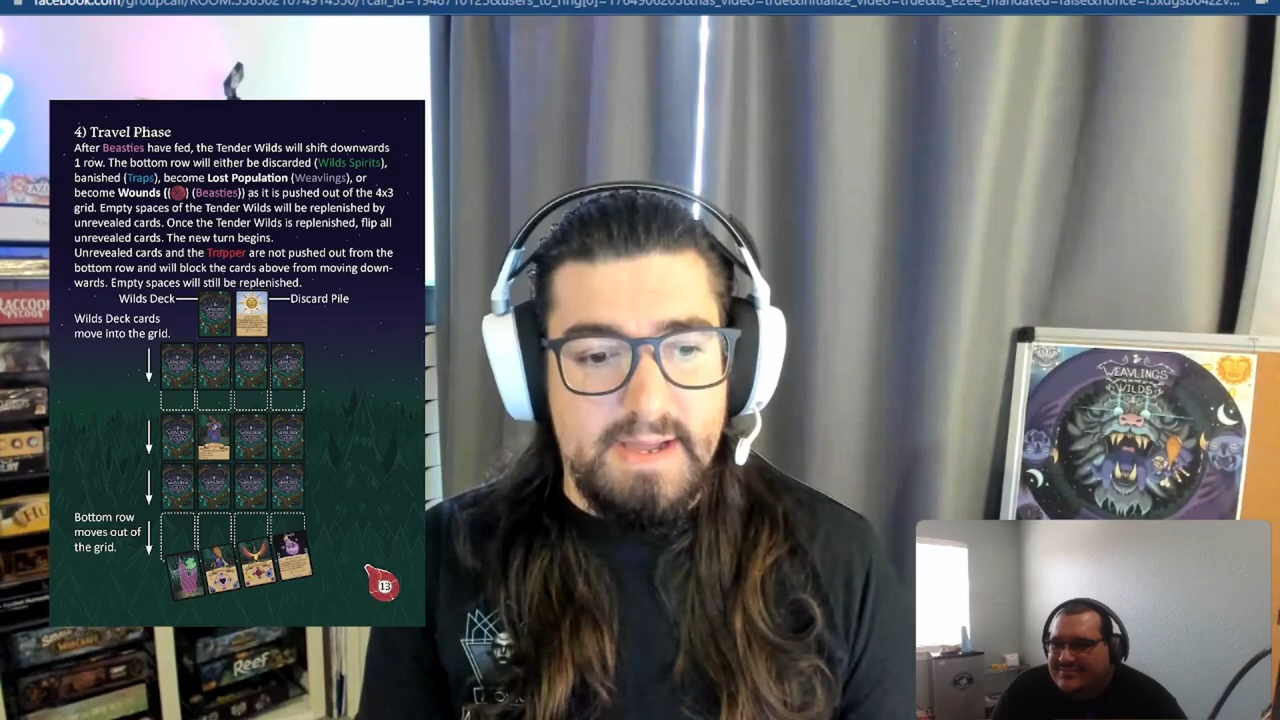 4) Travel Phase
After Beasties have fed, the Tender Wilds will shift downwards
1 row. The bottom row will either be discarded (Wilds Spirits),
banished (Traps), become Lost Population (Weavlings), or
become Wounds (() (Beasties)) as it is pushed out of the 4x3
grid. Empty spaces of the Tender Wilds will be replenished by
unrevealed cards. Once the Tender Wilds is replenished, flip all
unrevealed cards. The new turn begins.
Unrevealed cards and the Trapper are not pushed out from the
bottom row and will block the cards above from moving down-
wards. Empty spaces will still be replenished.
Wilds Deck
Discard Pile
Wilds Deck cards
move into the grid.
Bottom row
moves out of
the grid.
13
RACCOON
TYCOON
Reef
WEAVLINGS
WILDS